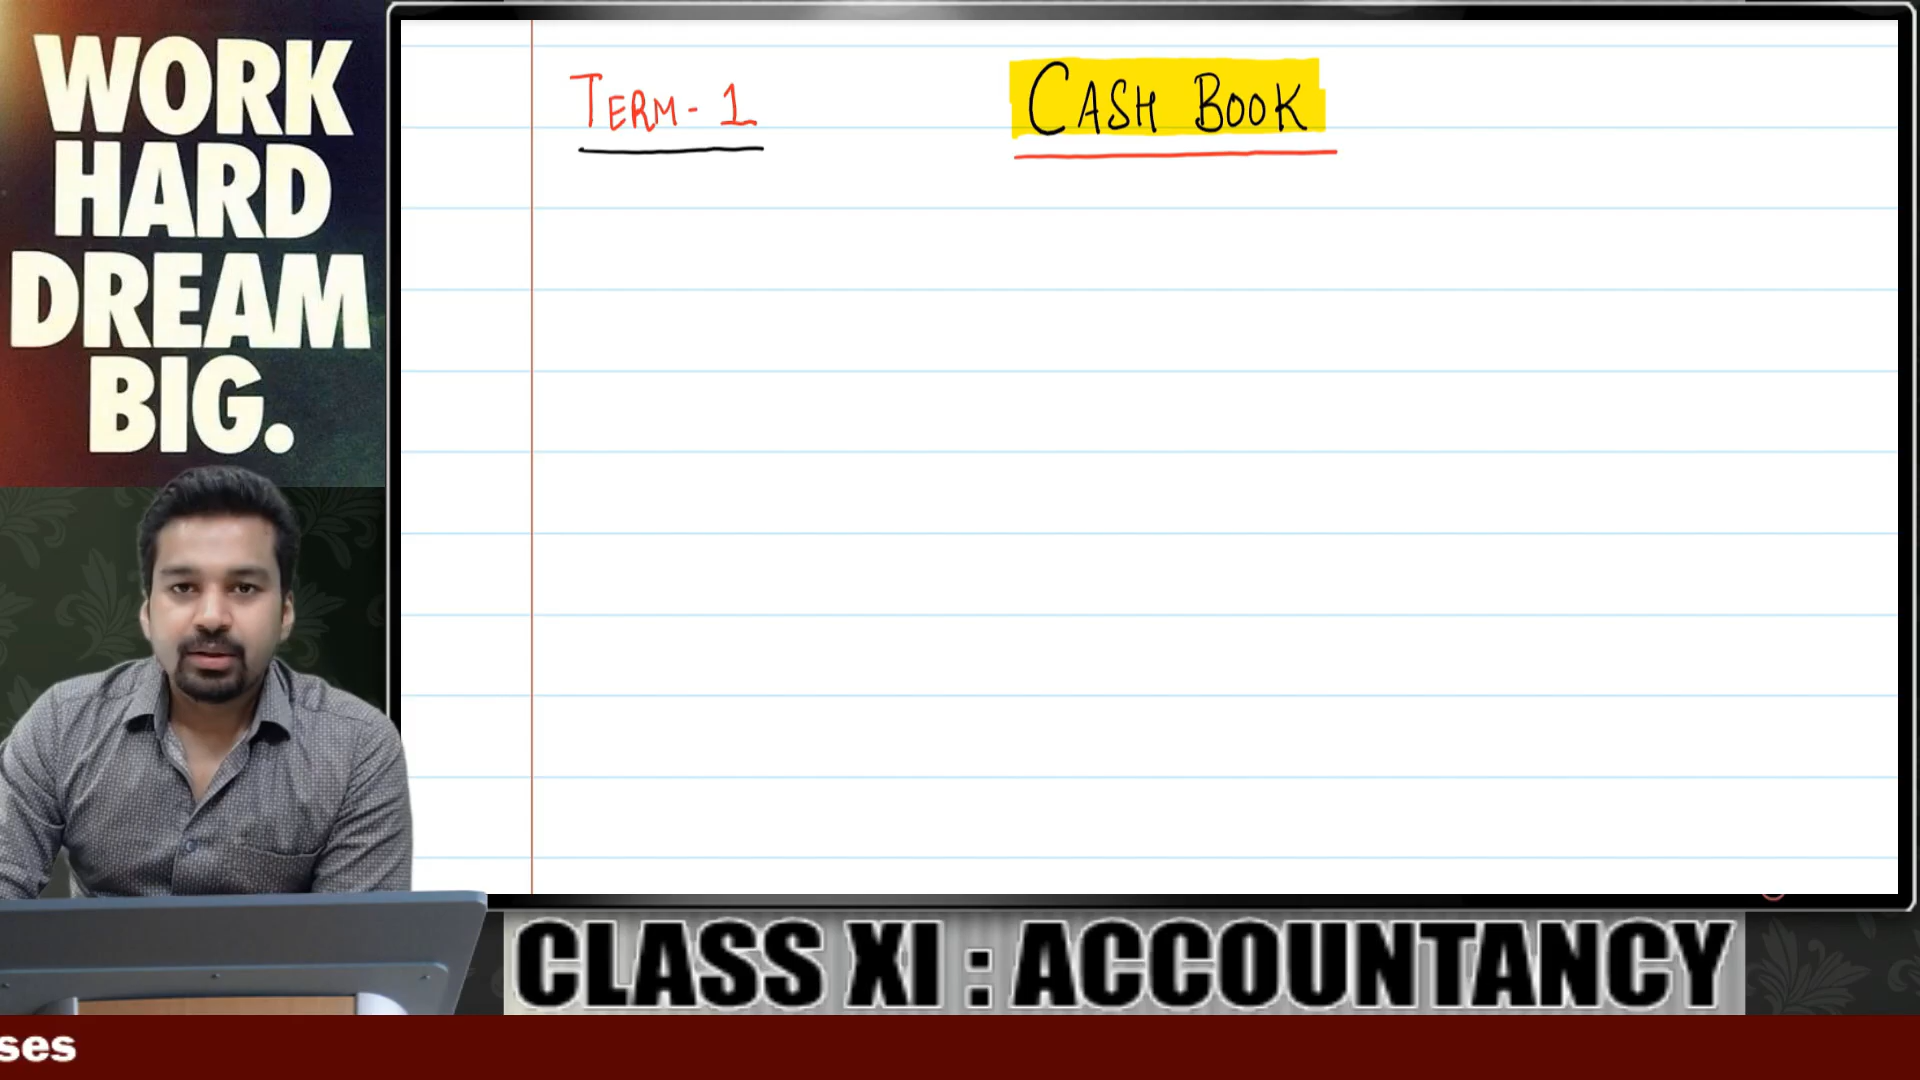 WORK
HARD
DREAM
BIG.
TERM - 1
CASH BOOK
CLASS XI : ACCOUNTANCY
ses